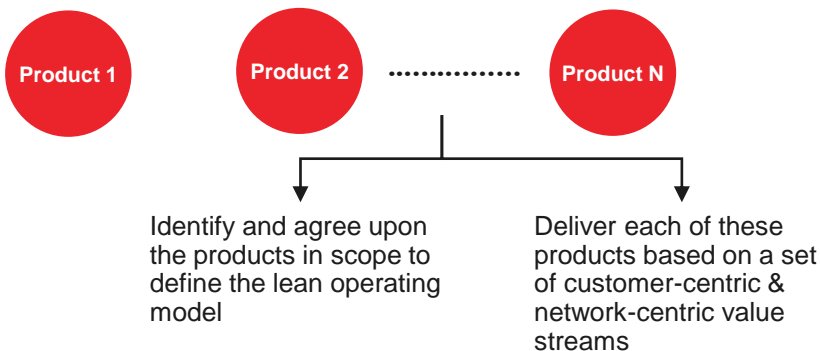 Product 1
Product 2
Product N
Identify and agree upon
the products in scope to
define the lean operating
model
Deliver each of these
products based on a set
of customer-centric &
network-centric value
streams